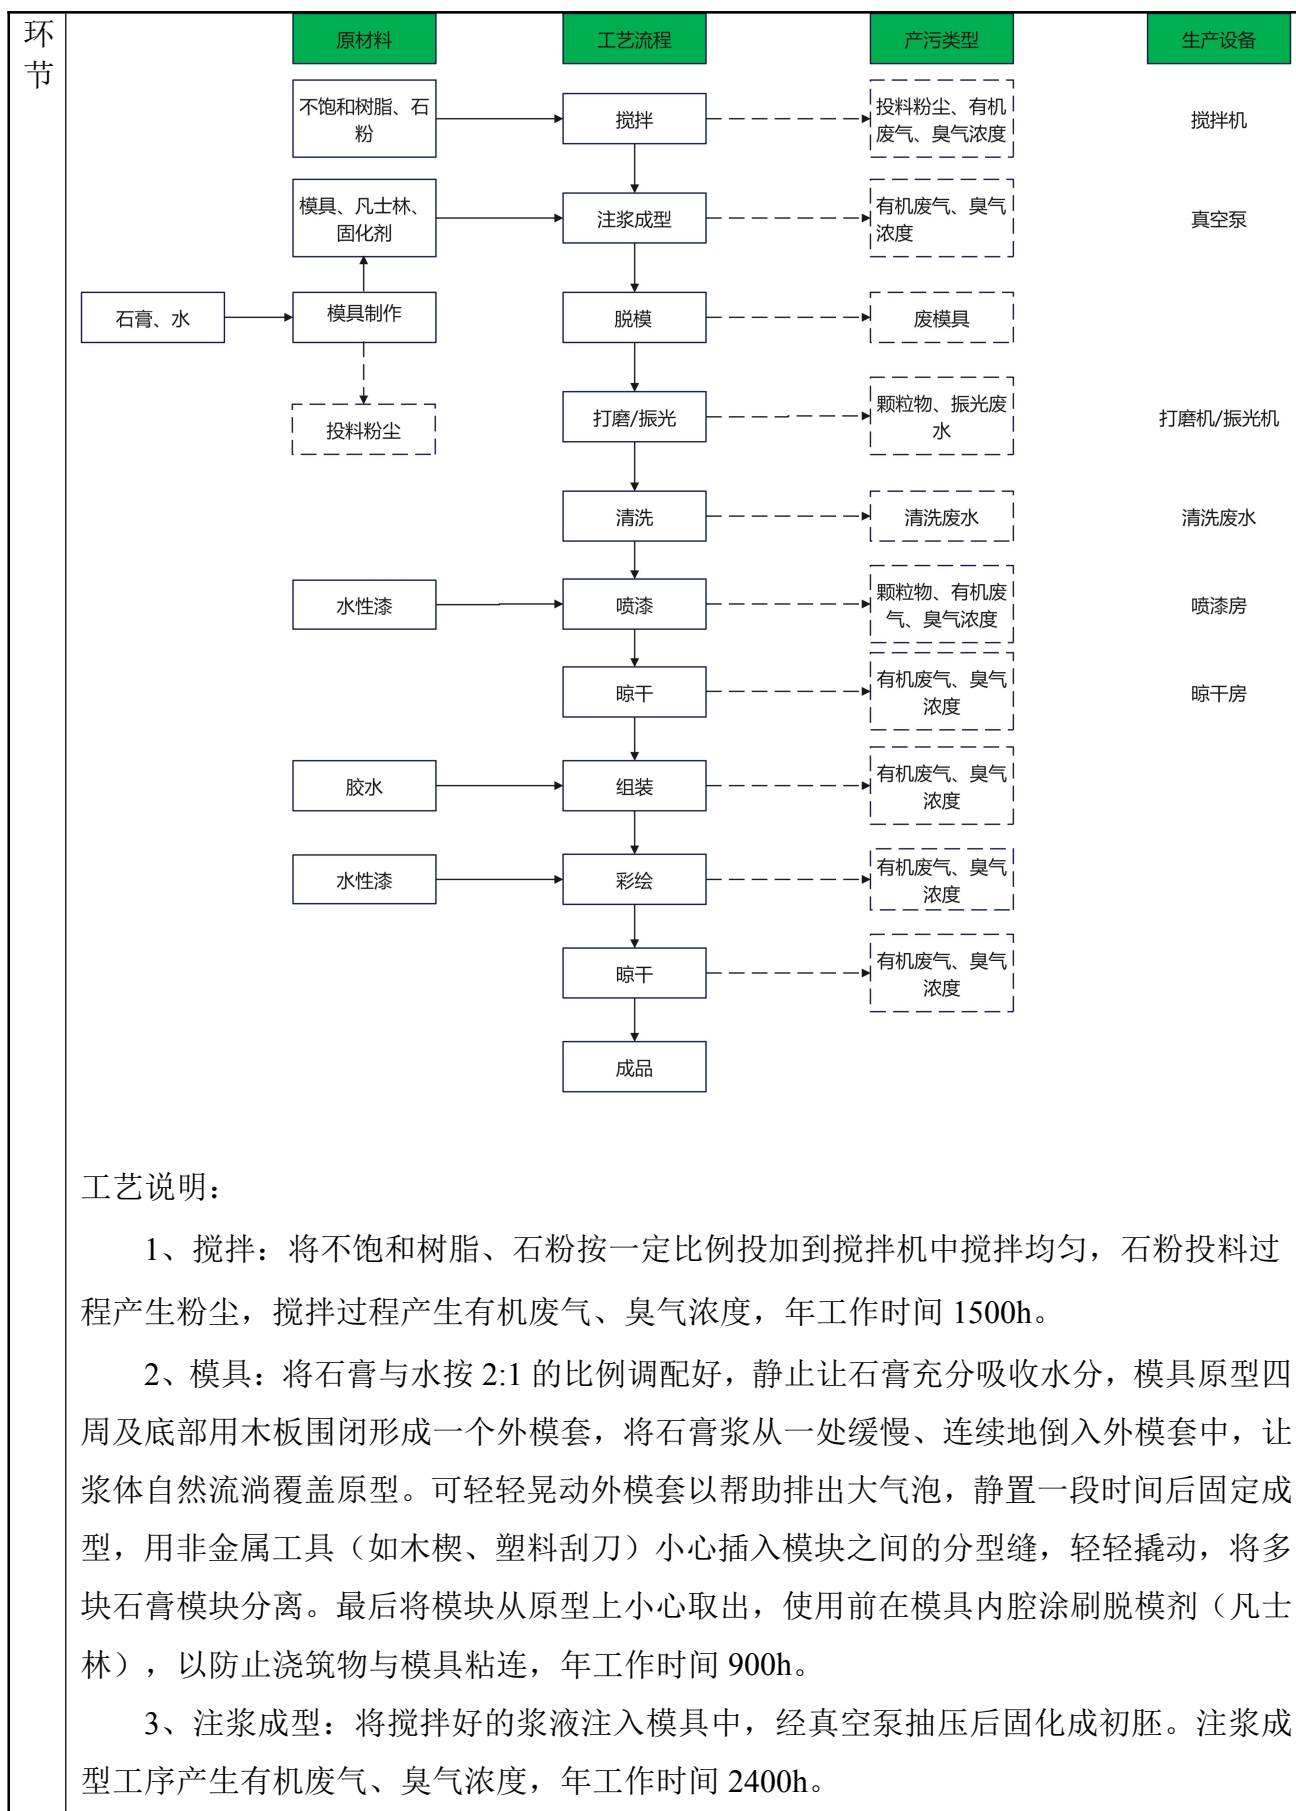 环
节
原材料
工艺流程
产污类型
生产设备
不饱和树脂、石
粉
搅拌
投料粉尘、有机
废气、臭气浓度
搅拌机
模具、凡士林、
固化剂
注浆成型
有机废气、臭气
浓度
真空泵
石膏、水
模具制作
脱模
废模具
投料粉尘
打磨/振光
颗粒物、振光废
水
打磨机/振光机
清洗
清洗废水
清洗废水
水性漆
喷漆
颗粒物、有机废
气、臭气浓度
喷漆房
晾干
有机废气、臭气
浓度
晾干房
胶水
组装
有机废气、臭气
浓度
水性漆
彩绘
有机废气、臭气
浓度
晾干
有机废气、臭气
浓度
成品
工艺说明：
1、搅拌：将不饱和树脂、石粉按一定比例投加到搅拌机中搅拌均匀，石粉投料过
程产生粉尘，搅拌过程产生有机废气、臭气浓度，年工作时间 1500h。
2、模具：将石膏与水按 2:1 的比例调配好，静止让石膏充分吸收水分，模具原型四
周及底部用木板围闭形成一个外模套，将石膏浆从一处缓慢、连续地倒入外模套中，让
浆体自然流淌覆盖原型。可轻轻晃动外模套以帮助排出大气泡，静置一段时间后固定成
型，用非金属工具（如木楔、塑料刮刀）小心插入模块之间的分型缝，轻轻撬动，将多
块石膏模块分离。最后将模块从原型上小心取出，使用前在模具内腔涂刷脱模剂（凡士
林），以防止浇筑物与模具粘连，年工作时间 900h。
3、注浆成型：将搅拌好的浆液注入模具中，经真空泵抽压后固化成初胚。注浆成
型工序产生有机废气、臭气浓度，年工作时间 2400h。